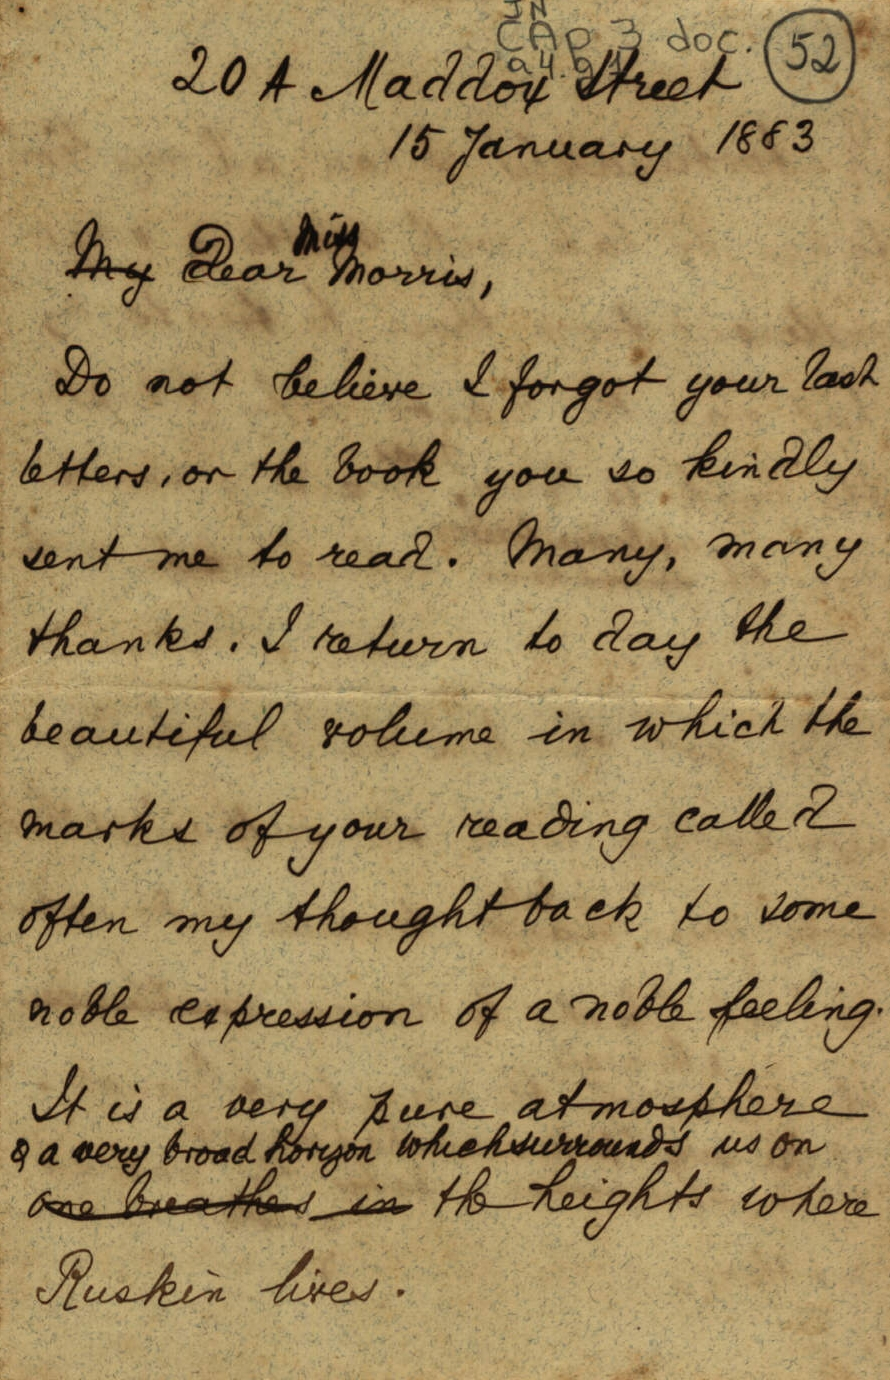 JN
CAp 3 doc. 52
20 A Maddox Street
15 January 1883
My Dear Miss Morris,
Do not believe I forgot your last
letters, or the book you so kindly
sent me to read. Many, many
thanks. I return to day the
beautiful volume in which the
marks of your reading called
often my thought back to some
noble expression of a noble feeling.
It is a very pure atmosphere
& a very broad horyzon which surrounds us on
one breathes in the heights where
Ruskin lives.